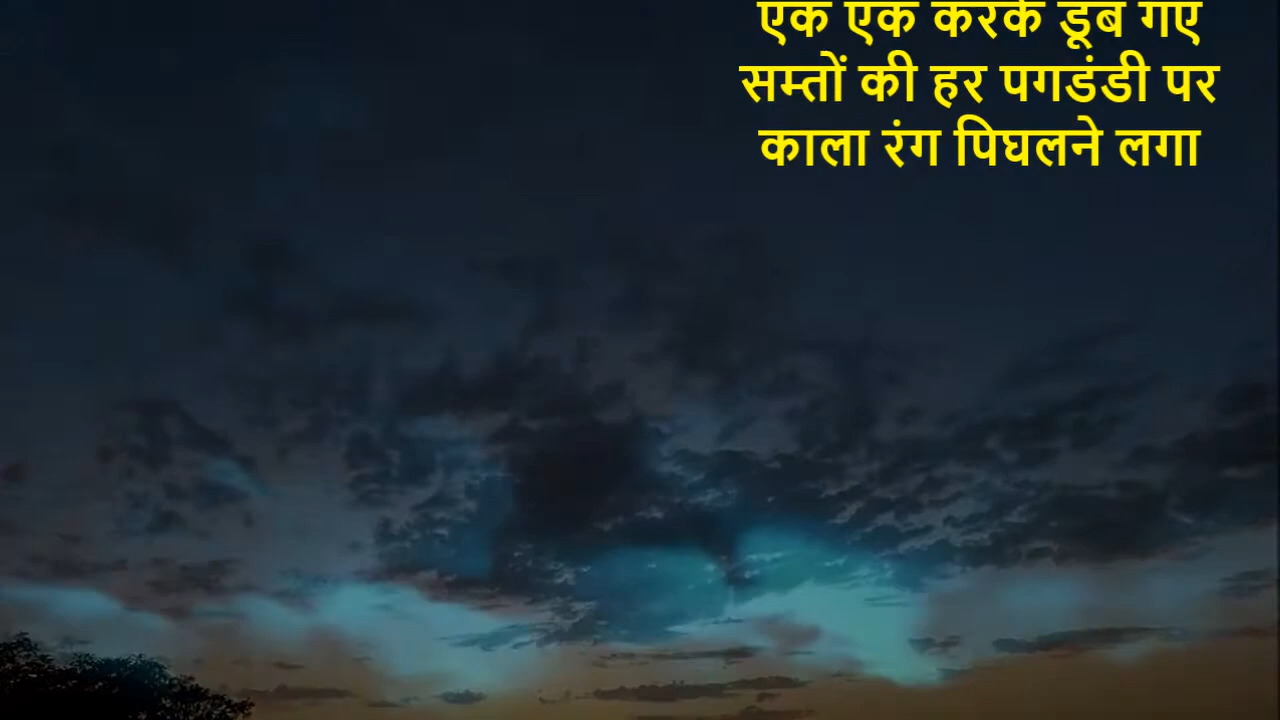 एक एक करके डूब गए
सम्तों की हर पगडंडी पर
काला रंग पिघलने लगा